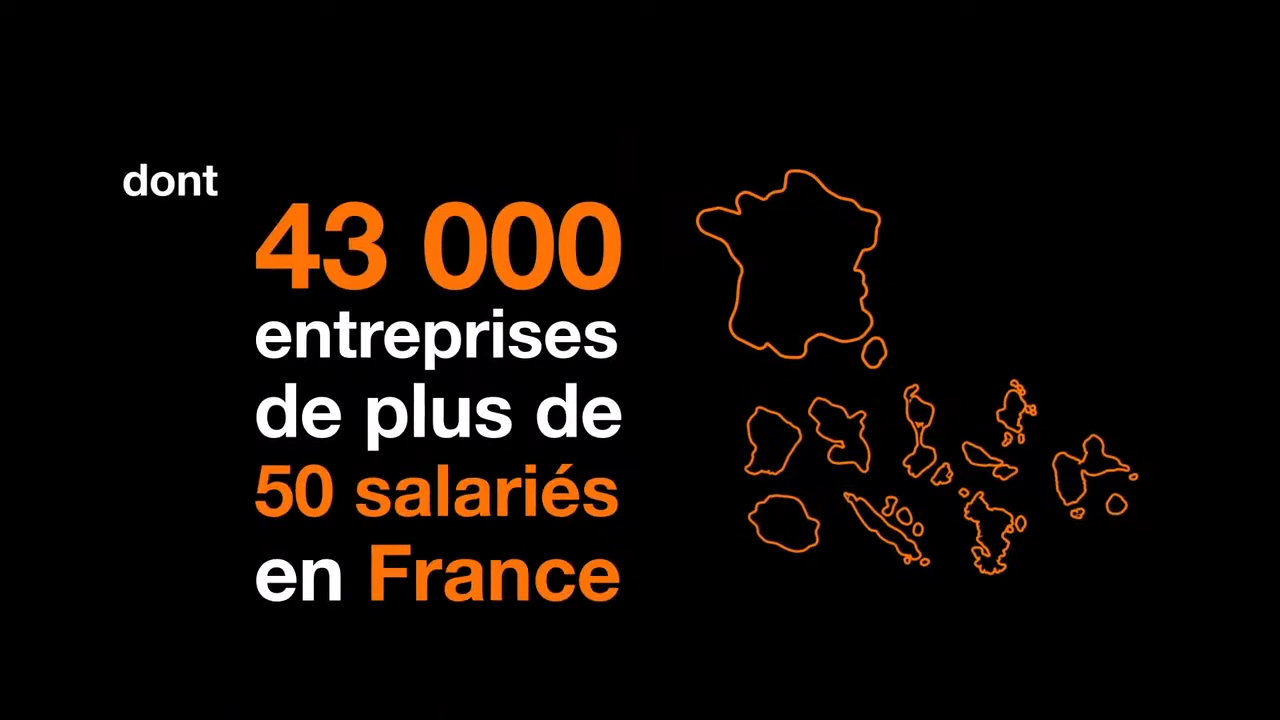 dont
43 000
entreprises
de plus de
50 salariés
en France